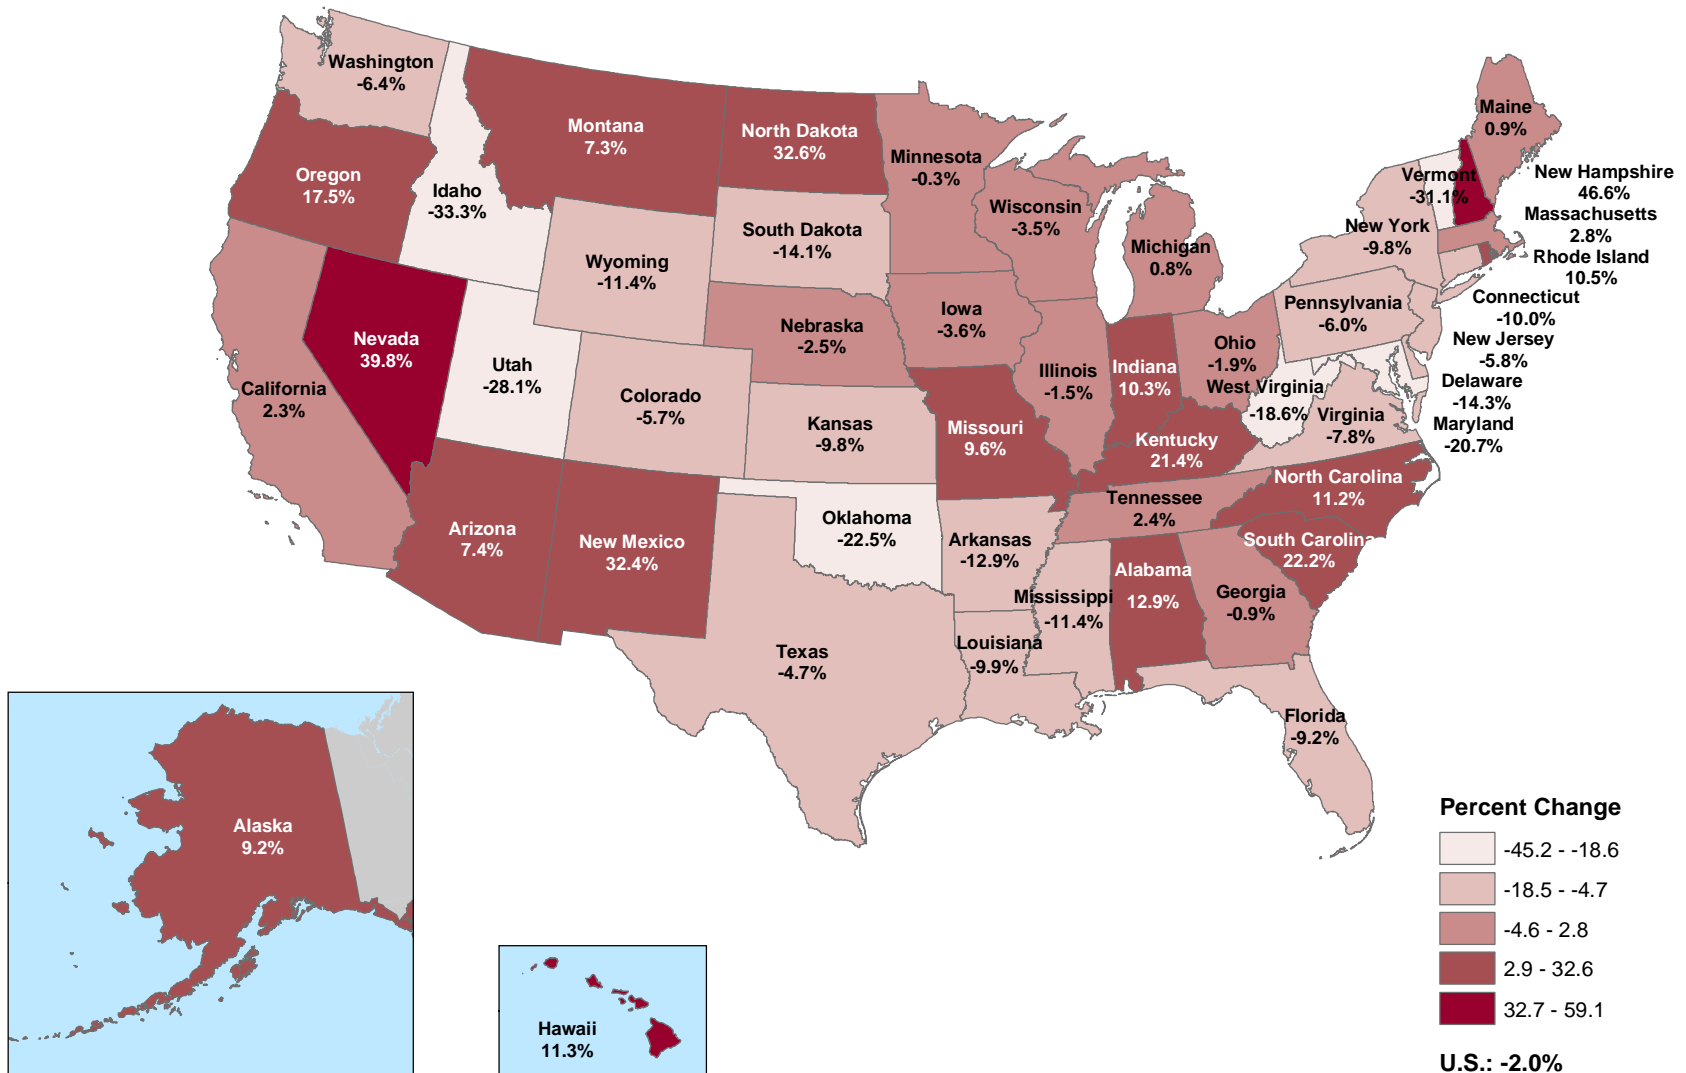 Washington
-6.4%
Montana
7.3%
North Dakota
32.6%
Minnesota
-0.3%
Maine
0.9%
Oregon
17.5%
Idaho
-33.3%
Wisconsin
-3.5%
Michigan
0.8%
Vermont
-31.1%
New Hampshire
46.6%
Massachusetts
2.8%
Rhode Island
10.5%
Connecticut
-10.0%
New Jersey
-5.8%
Delaware
-14.3%
Maryland
-20.7%
New York
-9.8%
Pennsylvania
-6.0%
South Dakota
-14.1%
Wyoming
-11.4%
Nebraska
-2.5%
Iowa
-3.6%
Illinois
-1.5%
Indiana
10.3%
Ohio
-1.9%
West Virginia
-18.6%
Virginia
-7.8%
Nevada
39.8%
Utah
-28.1%
California
2.3%
Colorado
-5.7%
Kansas
-9.8%
Missouri
9.6%
Kentucky
21.4%
North Carolina
11.2%
Tennessee
2.4%
South Carolina
22.2%
Arizona
7.4%
New Mexico
32.4%
Oklahoma
-22.5%
Arkansas
-12.9%
Mississippi
-11.4%
Alabama
12.9%
Georgia
-0.9%
Texas
-4.7%
Louisiana
-9.9%
Florida
-9.2%
Alaska
9.2%
Hawaii
11.3%
Percent Change
-45.2 - -18.6
-18.5 - -4.7
-4.6 - 2.8
2.9 - 32.6
32.7 - 59.1
U.S.: -2.0%